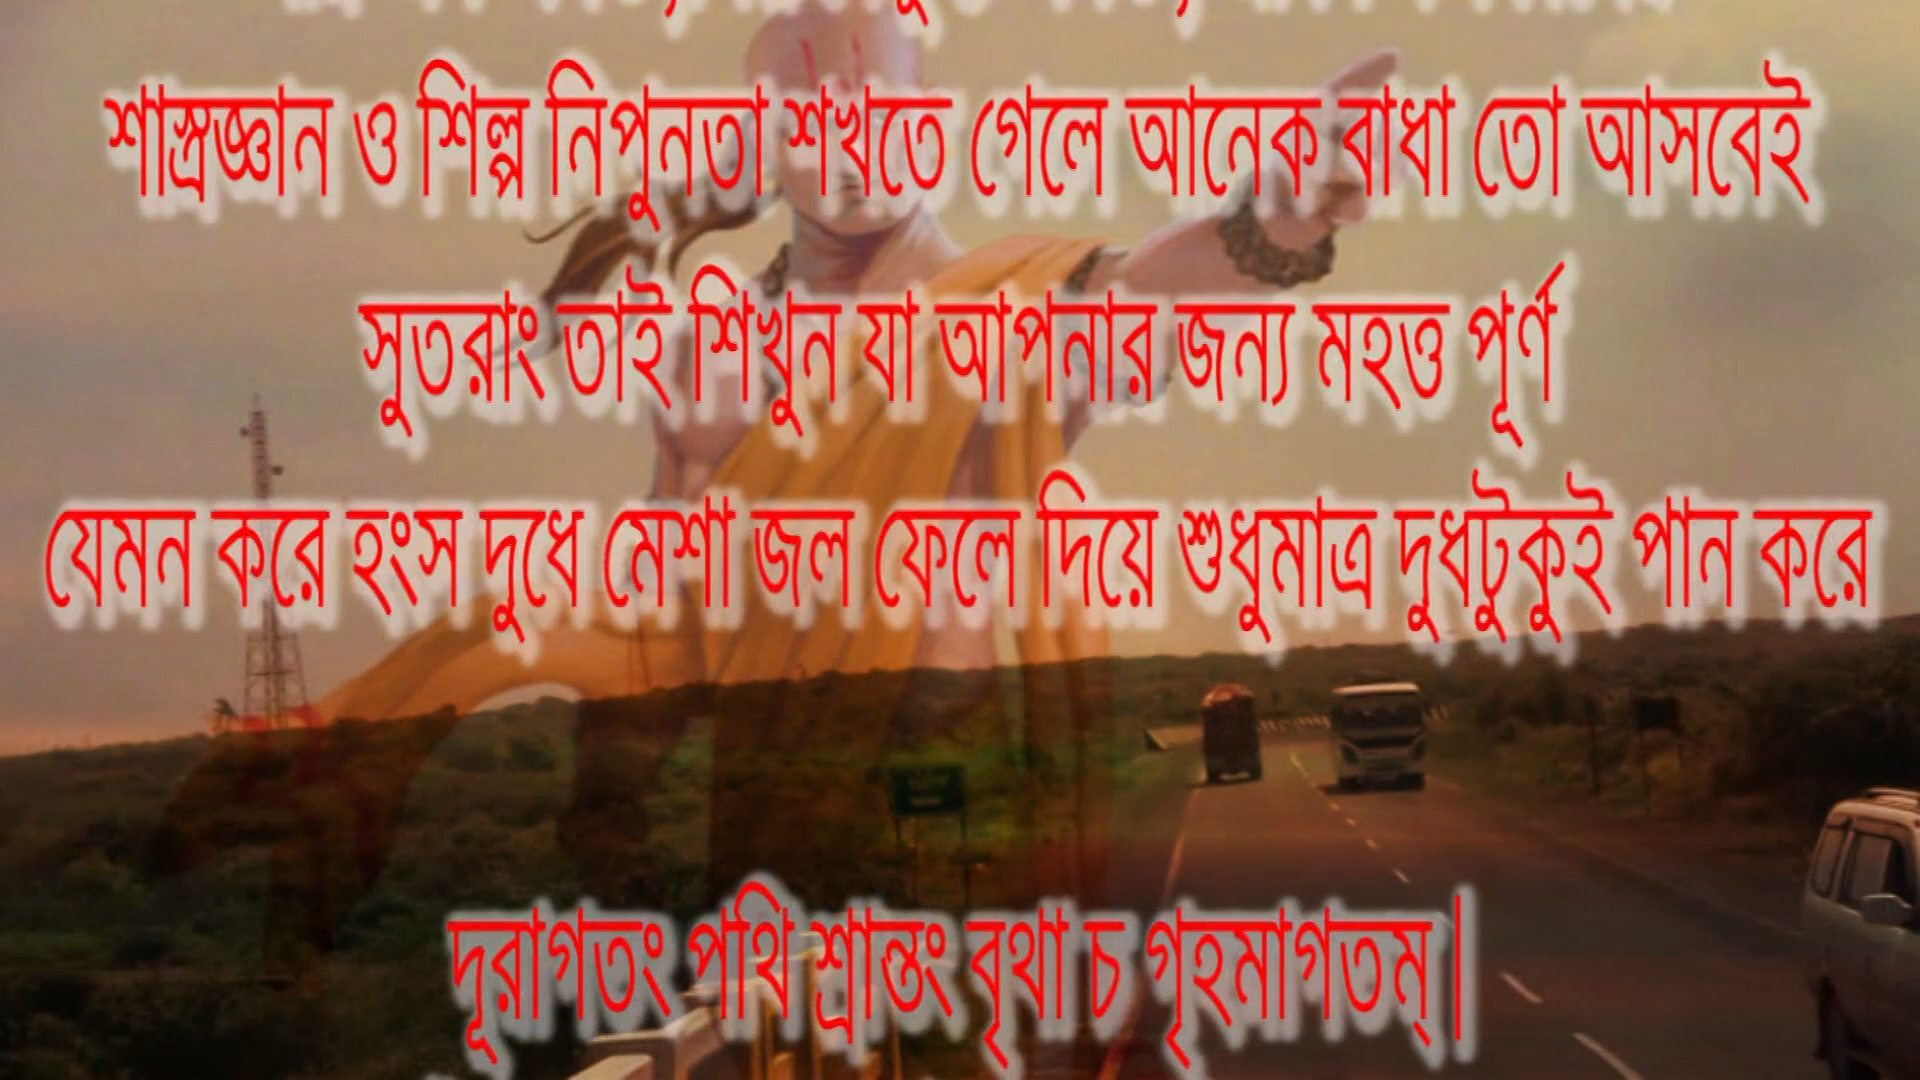 শাস্ত্রজ্ঞান ও শিল্প নিপুনতা শখতে গেলে আনেক বাধা তো আসবেই
সুতরাং তাই শিখুন যা আপনার জন্য মহত্ত পূর্ণ
যেমন করে হংস দুধে মেশা জল ফেলে দিয়ে শুধুমাত্র দুধটুকুই পান করে
দূরাগতং পথি শ্রান্তং বৃথা চ গৃহমাগতম্|